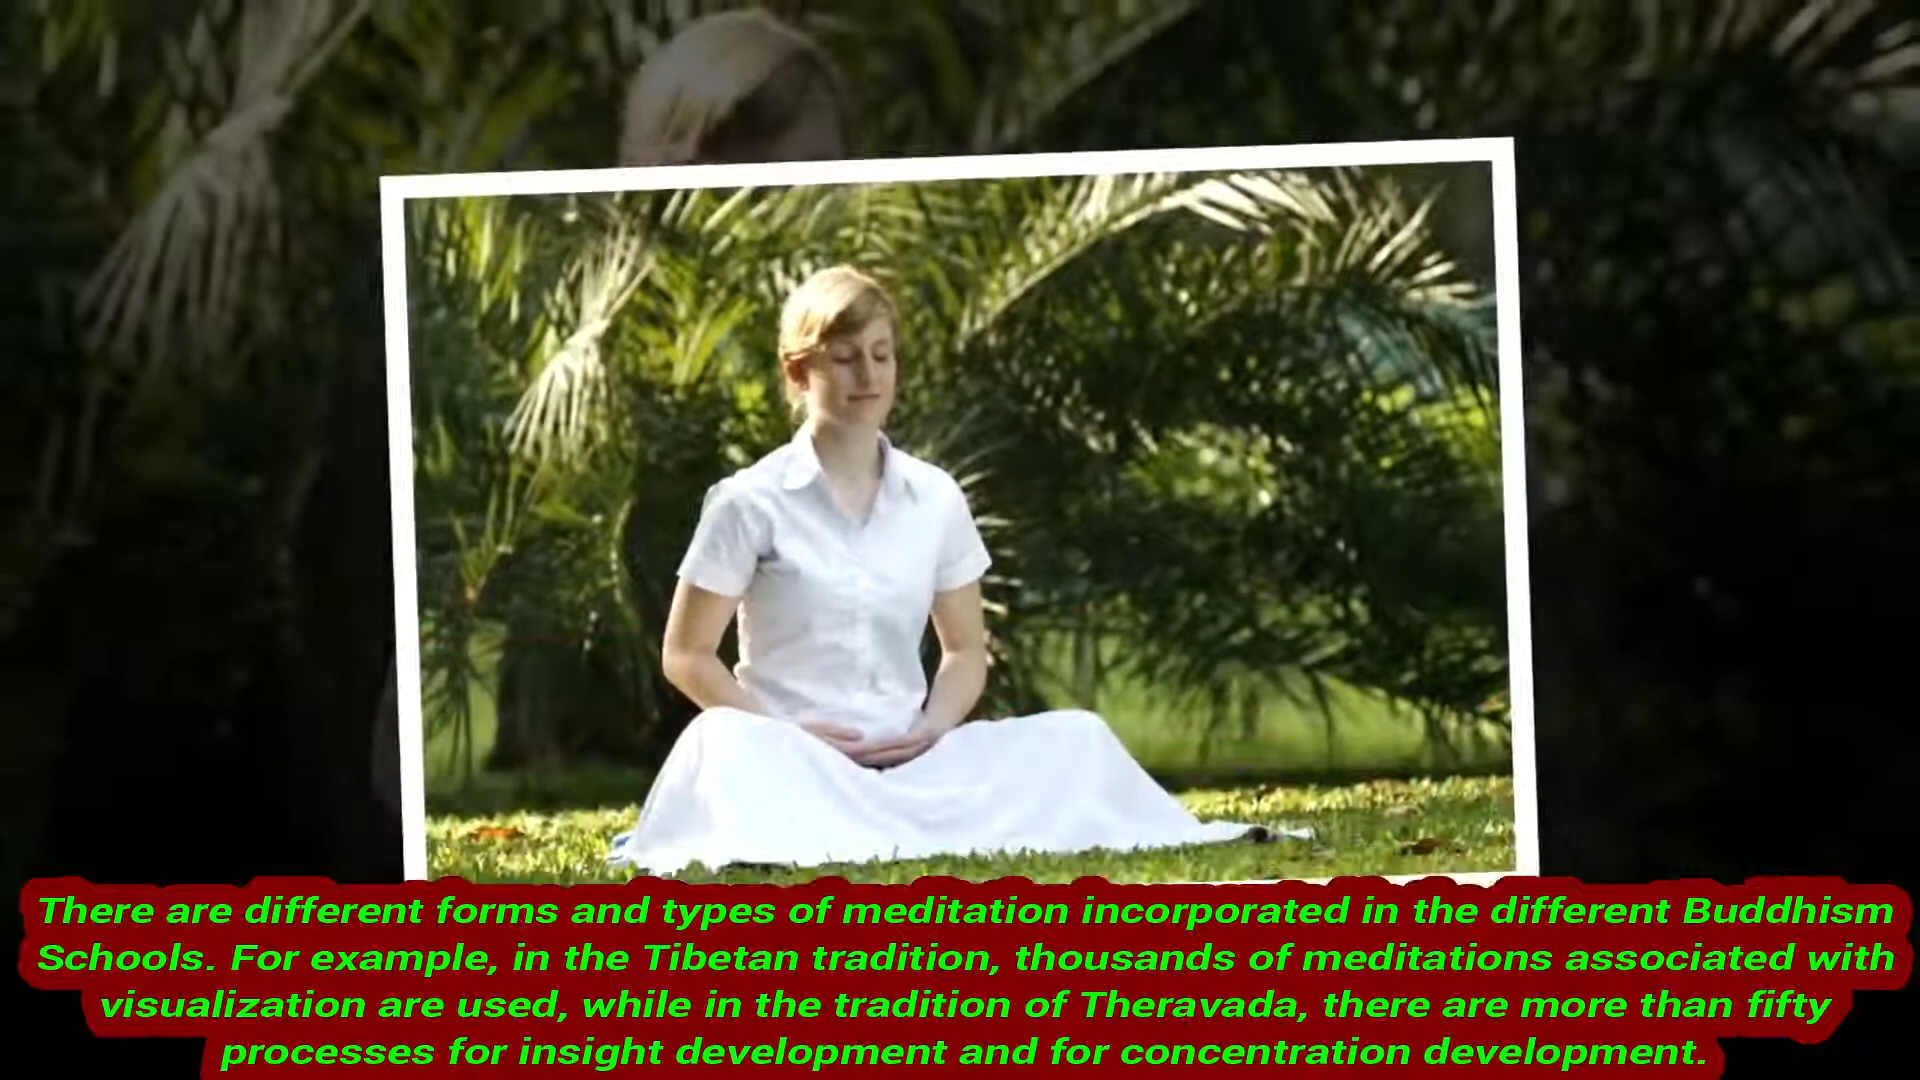 There are different forms and types of meditation incorporated in the different Buddhism
Schools. For example, in the Tibetan tradition, thousands of meditations associated with
visualization are used, while in the tradition of Theravada, there are more than fifty
processes for insight development and for concentration development.